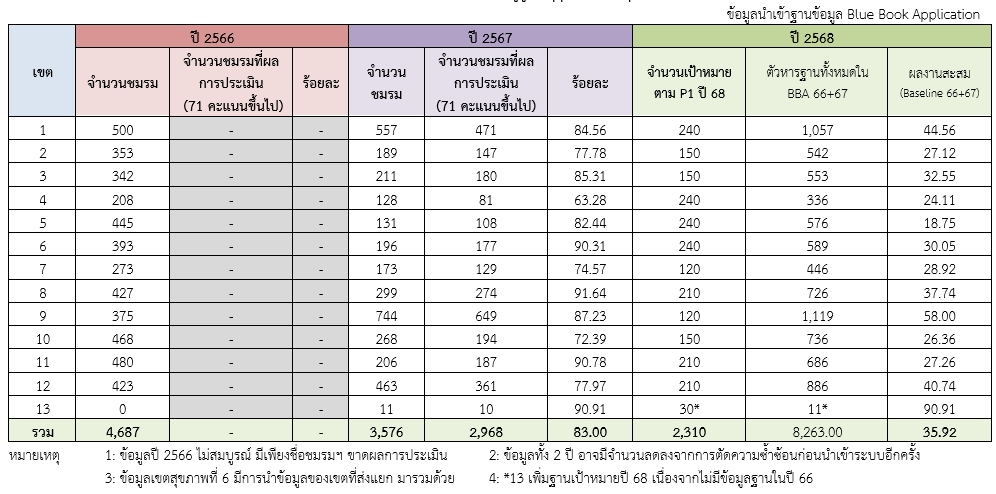 ข้อมูลนำเข้าฐานข้อมูล Blue Book Application
เขต ปี 2566 ปี 2567 ปี 2568
จำนวนชมรม จำนวนชมรมที่ผลการประเมิน (71 คะแนนขึ้นไป) ร้อยละ จำนวนชมรม จำนวนชมรมที่ผลการประเมิน (71 คะแนนขึ้นไป) ร้อยละ จำนวนเป้าหมายตาม P1 ปี 68 ตัวหารฐานทั้งหมดใน BBA 66+67 ผลงานสะสม (Baseline 66+67)
1 500 - - 557 471 84.56 240 1,057 44.56
2 353 - - 189 147 77.78 150 542 27.12
3 342 - - 211 180 85.31 150 553 32.55
4 208 - - 128 81 63.28 240 336 24.11
5 445 - - 131 108 82.44 240 576 18.75
6 393 - - 196 177 90.31 240 589 30.05
7 273 - - 173 129 74.57 120 446 28.92
8 427 - - 299 274 91.64 210 726 37.74
9 375 - - 744 649 87.23 120 1,119 58.00
10 468 - - 268 194 72.39 150 736 26.36
11 480 - - 206 187 90.78 210 686 27.26
12 423 - - 463 361 77.97 210 886 40.74
13 0 - - 11 10 90.91 30* 11* 90.91
รวม 4,687 - - 3,576 2,968 83.00 2,310 8,263.00 35.92
หมายเหตุ 1: ข้อมูลปี 2566 ไม่สมบูรณ์ มีเพียงชื่อชมรมฯ ขาดผลการประเมิน 2: ข้อมูลทั้ง 2 ปี อาจมีจำนวนลดลงจากการตัดความซ้ำซ้อนก่อนนำเข้าระบบอีกครั้ง
3: ข้อมูลเขตสุขภาพที่ 6 มีการนำข้อมูลของเขตที่ส่งแยก มารวมด้วย 4: *13 เพิ่มฐานเป้าหมายปี 68 เนื่องจากไม่มีข้อมูลฐานในปี 66